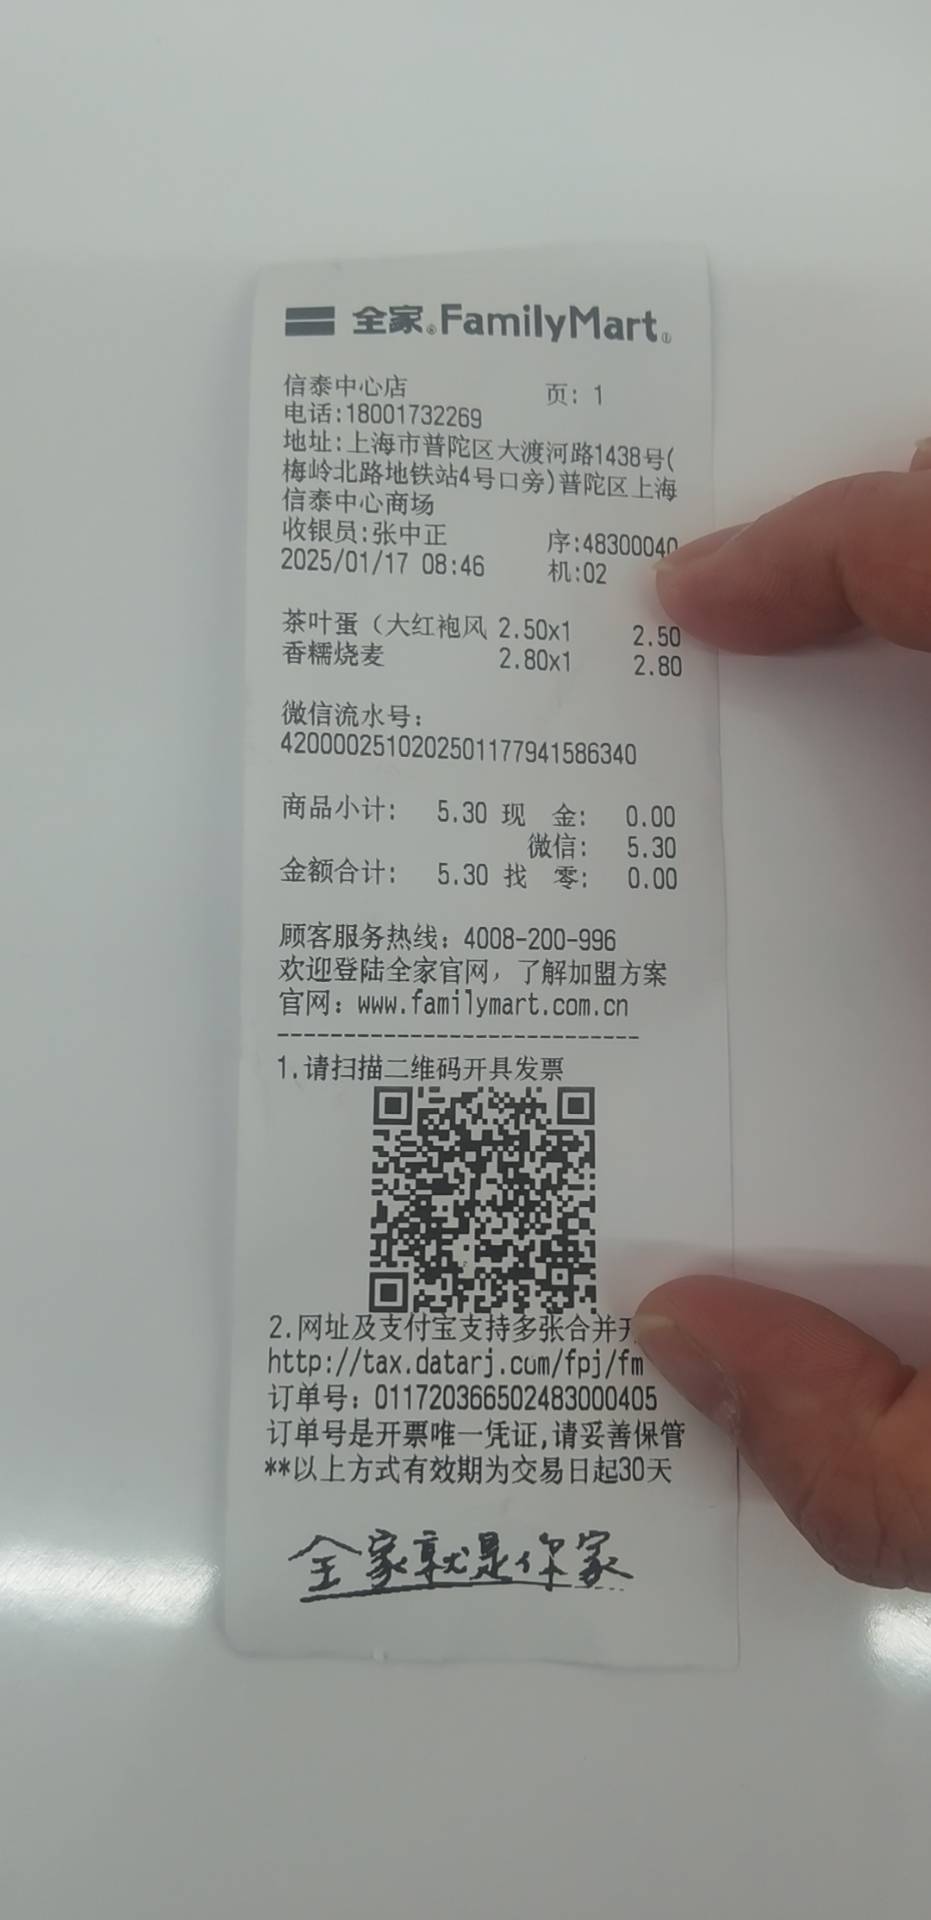 全家®FamilyMart
信泰中心店 页: 1
电话:18001732269
地址:上海市普陀区大渡河路1438号(
梅岭北路地铁站4号口旁)普陀区上海
信泰中心商场
收银员:张中正 序:48300040
2025/01/17 08:46 机:02
茶叶蛋（大红袍风 2.50x1 2.50
香糯烧麦 2.80x1 2.80
微信流水号:
4200002510202501177941586340
商品小计: 5.30 现 金: 0.00
微信: 5.30
金额合计: 5.30 找 零: 0.00
顾客服务热线: 4008-200-996
欢迎登陆全家官网，了解加盟方案
官网: www.familymart.com.cn
----------------------------
1.请扫描二维码开具发票
2.网址及支付宝支持多张合并开
http://tax.datarj.com/fpj/fm
订单号: 0117203665024830​00405
订单号是开票唯一凭证,请妥善保管
**以上方式有效期为交易日起30天
全家就是你家